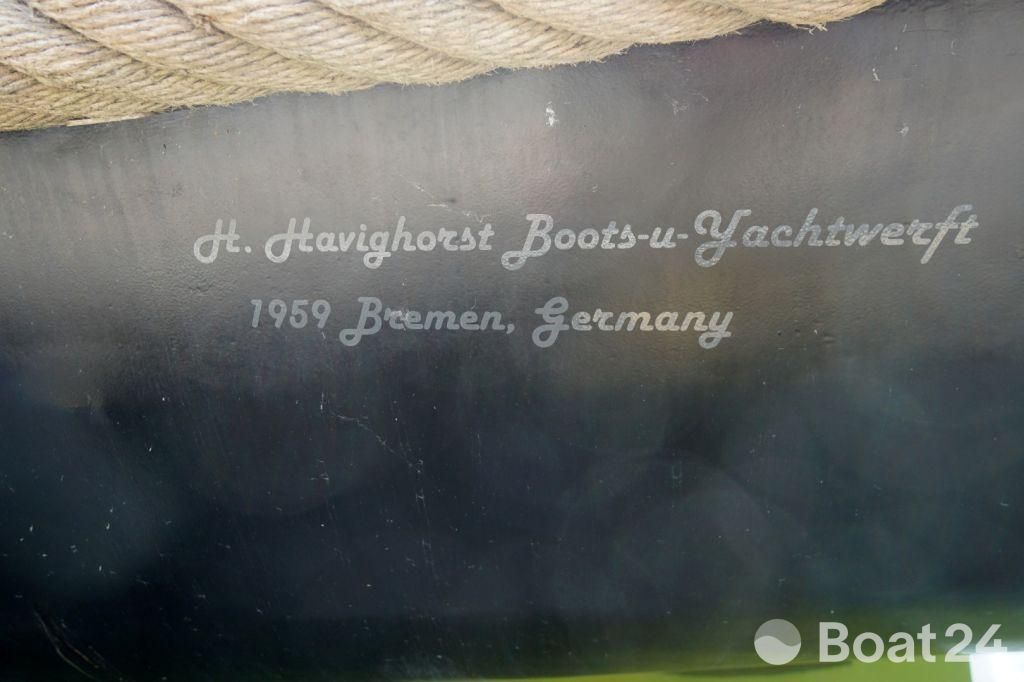 H. Havighorst Boots-u-Yachtwerft
1959 Bremen, Germany
Boat24